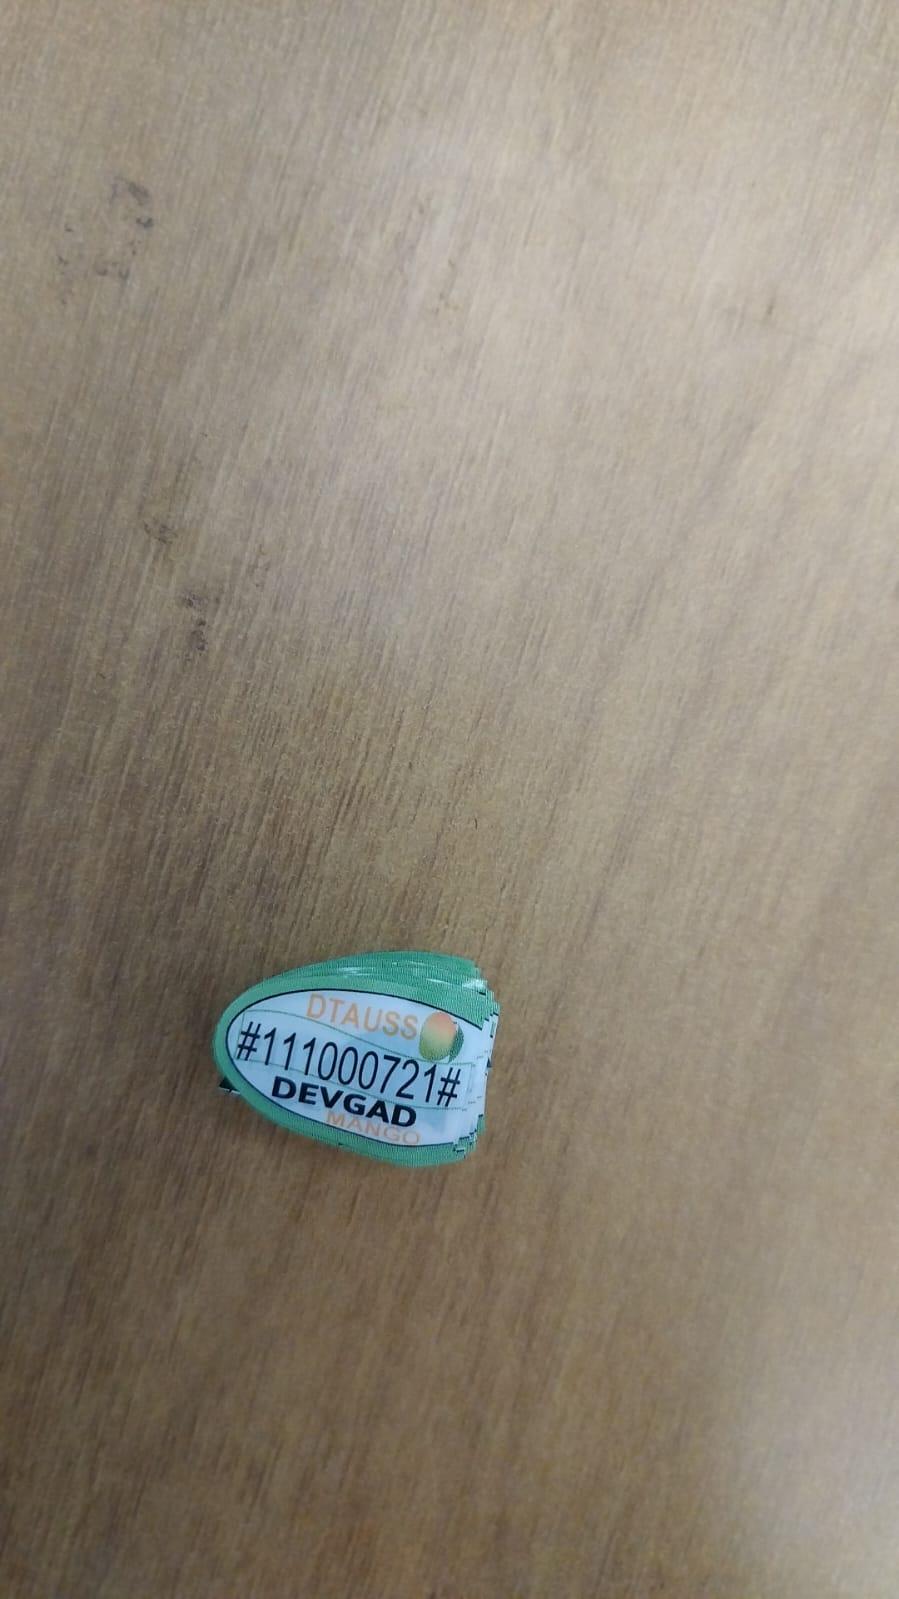 DTAUSS
#111000721#
DEVGAD
MANGO